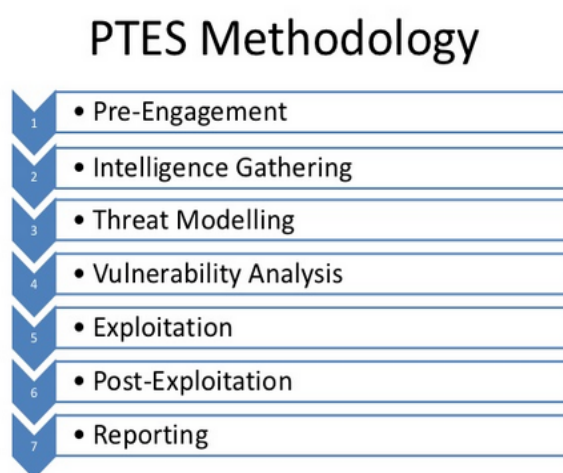 PTES Methodology
1 • Pre-Engagement
2 • Intelligence Gathering
3 • Threat Modelling
4 • Vulnerability Analysis
5 • Exploitation
6 • Post-Exploitation
7 • Reporting